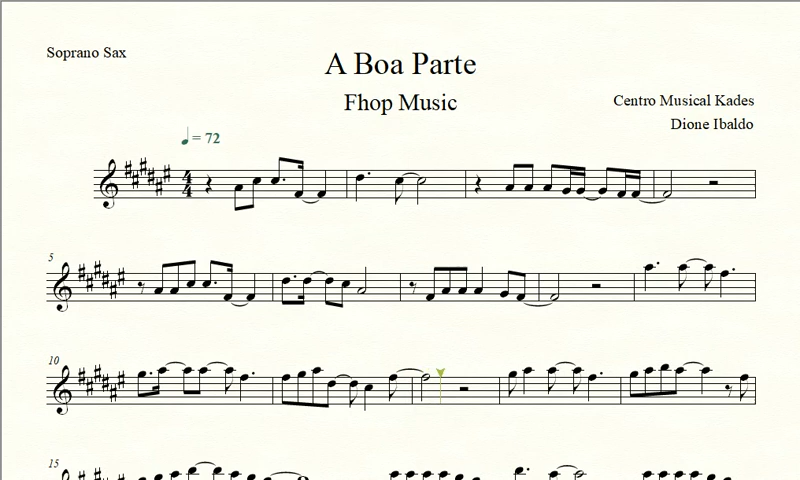 Soprano Sax
A Boa Parte
Fhop Music
Centro Musical Kades
Dione Ibaldo
= 72
4
4
5
10
15